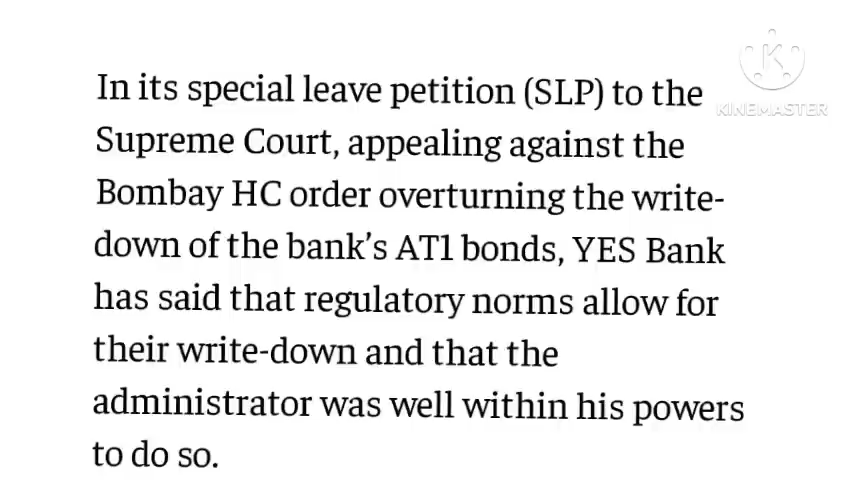 In its special leave petition (SLP) to the
Supreme Court, appealing against the
Bombay HC order overturning the write-
down of the bank's AT1 bonds, YES Bank
has said that regulatory norms allow for
their write-down and that the
administrator was well within his powers
to do so.
K
KINEMASTER